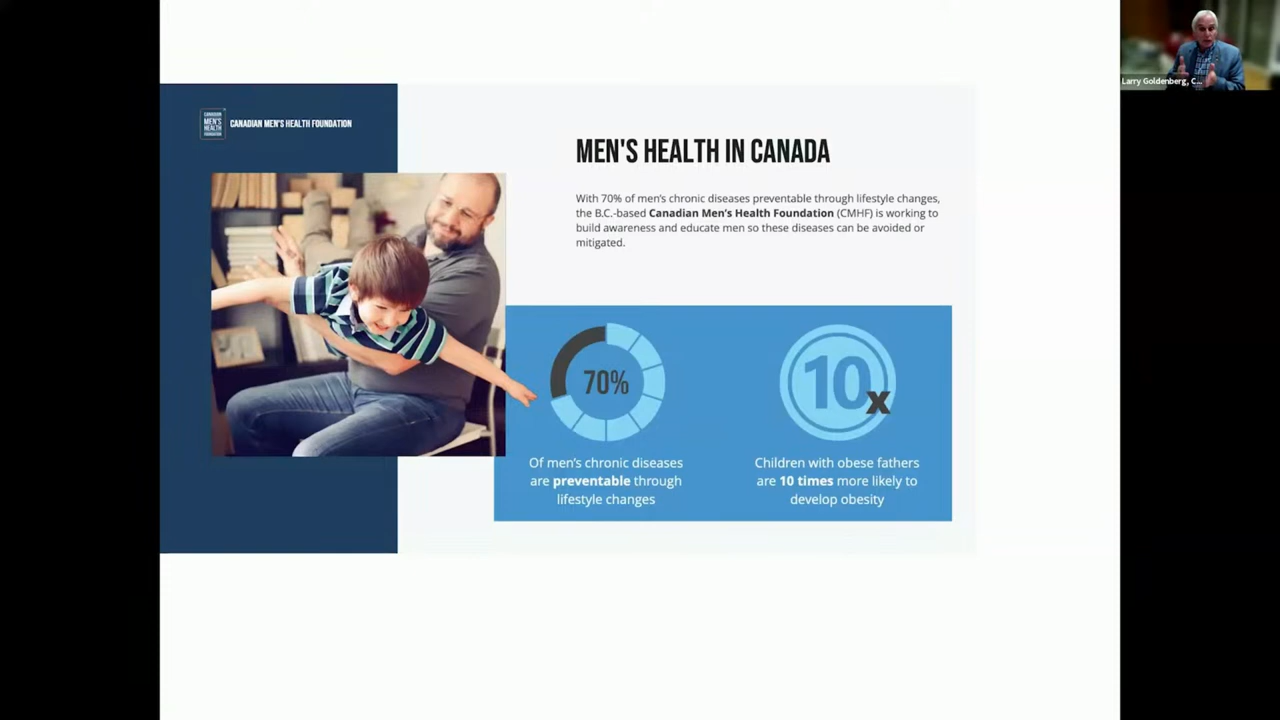 Larry Goldenberg, C...
CANADIAN
MEN'S
HEALTH
FOUNDATION
CANADIAN MEN'S HEALTH FOUNDATION
MEN'S HEALTH IN CANADA
With 70% of men's chronic diseases preventable through lifestyle changes,
the B.C.-based Canadian Men's Health Foundation (CMHF) is working to
build awareness and educate men so these diseases can be avoided or
mitigated.
70%
Of men's chronic diseases
are preventable through
lifestyle changes
10x
Children with obese fathers
are 10 times more likely to
develop obesity